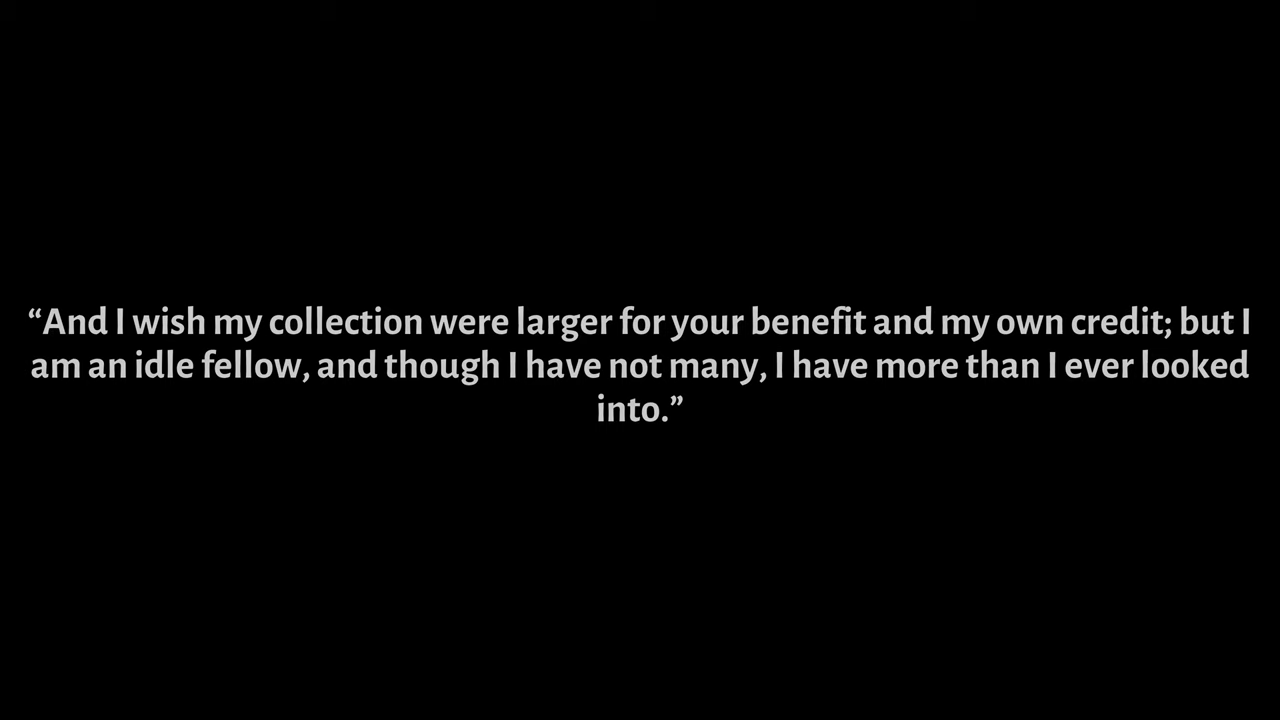 “And I wish my collection were larger for your benefit and my own credit; but I
am an idle fellow, and though I have not many, I have more than I ever looked
into.”